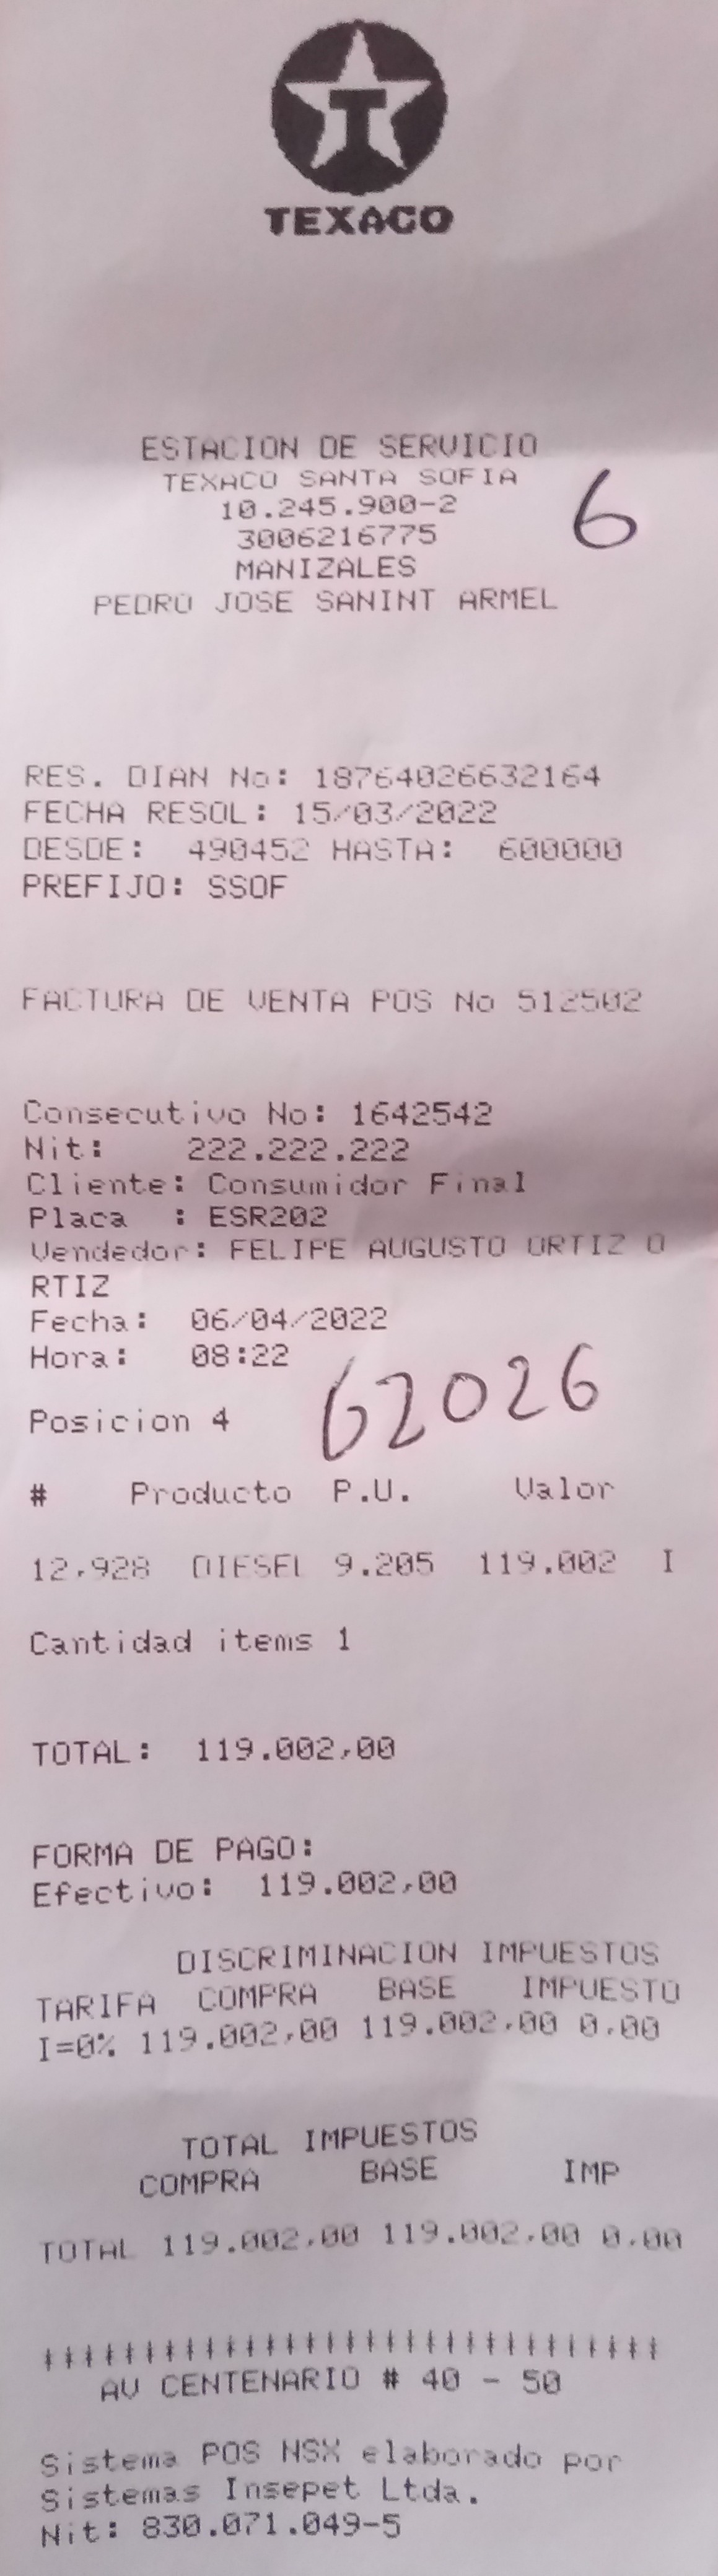 T
TEXACO
ESTACION DE SERVICIO
TEXACO SANTA SOFIA
10.245.900-2
6
3006216775
MANIZALES
PEDRO JOSE SANINT ARMEL
RES. DIAN No: 18764026632164
FECHA RESOL: 15/03/2022
DESDE: 490452 HASTA: 600000
PREFIJO: SSOF
FACTURA DE VENTA POS No 512502
Consecutivo No: 1642542
Nit: 222.222.222
Cliente: Consumidor Final
Placa : ESR202
Vendedor: FELIPE AUGUSTO ORTIZ O
RTIZ
Fecha: 06/04/2022
Hora: 08:22
62026
Posicion 4
# Producto P.U. Valor
12,928 DIESEL 9.205 119.002 I
Cantidad items 1
TOTAL: 119.002,00
FORMA DE PAGO:
Efectivo: 119.002,00
DISCRIMINACION IMPUESTOS
TARIFA COMPRA BASE IMPUESTO
I=0% 119.002,00 119.002,00 0,00
TOTAL IMPUESTOS
COMPRA BASE IMP
TOTAL 119.002,00 119.002,00 0,00
AV CENTENARIO # 40 - 50
Sistema POS NSX elaborado por
Sistemas Insepet Ltda.
Nit: 830.071.049-5